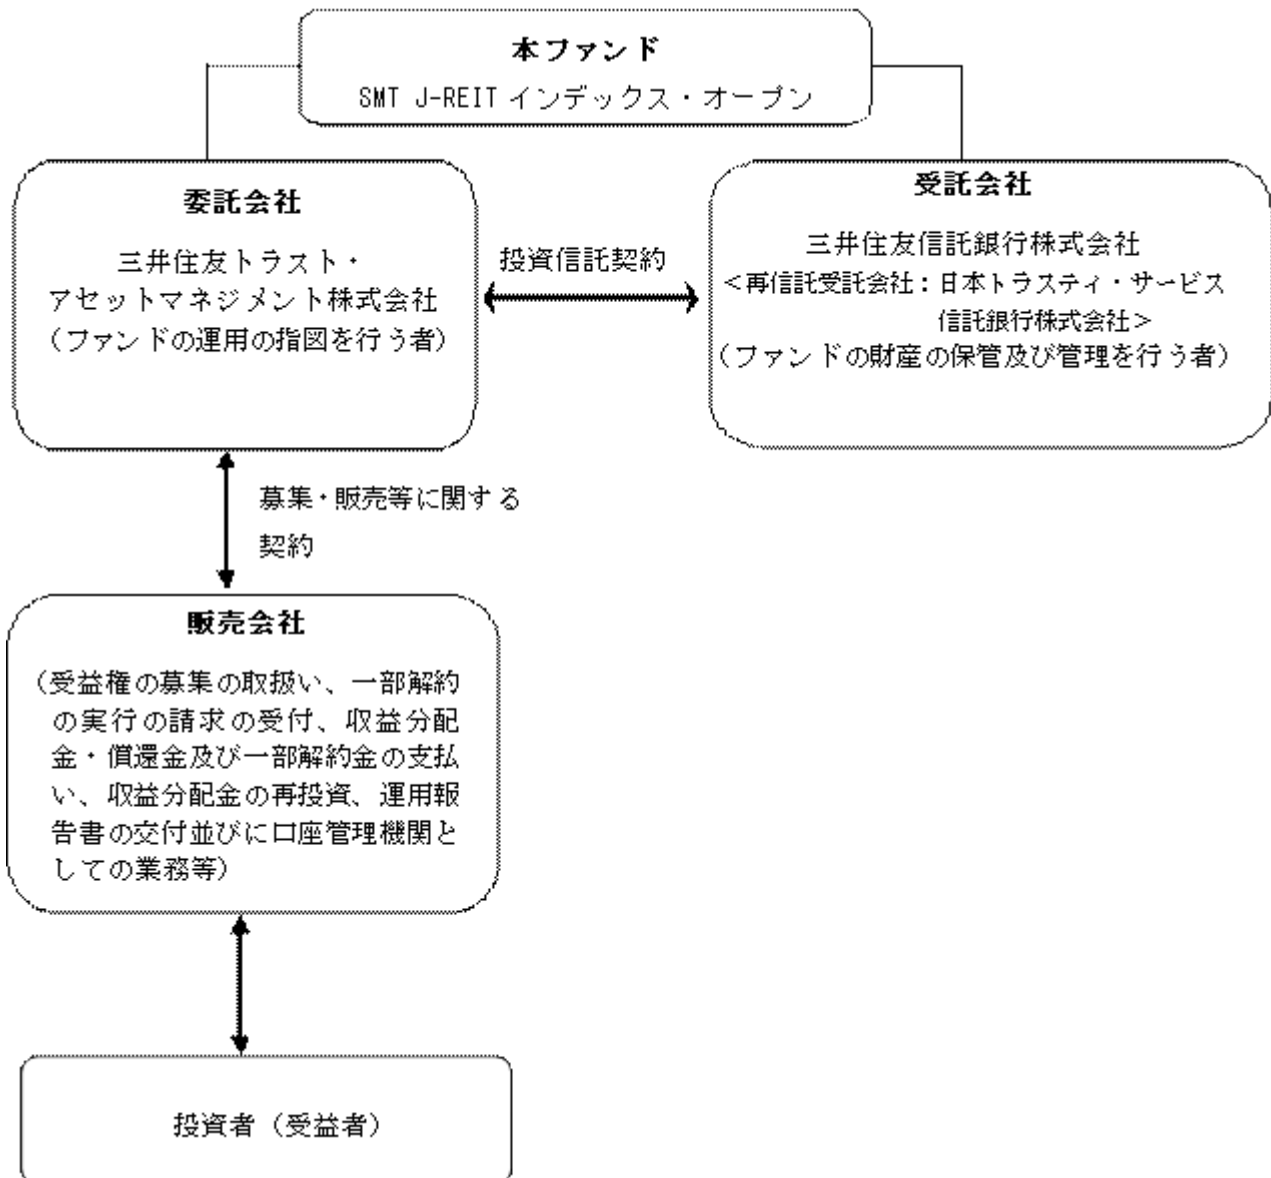 本ファンド
SMT J-REIT インデックス・オープン
委託会社
三井住友トラスト・
アセットマネジメント株式会社
(ファンドの運用の指図を行う者)
投資信託契約
受託会社
三井住友信託銀行株式会社
<再信託受託会社:日本トラスティ・サービス
信託銀行株式会社>
(ファンドの財産の保管及び管理を行う者)
募集・販売等に関する
契約
販売会社
(受益権の募集の取扱い、一部解約
の実行の請求の受付、収益分配
金・償還金及び一部解約金の支払
い、収益分配金の再投資、運用報
告書の交付並びに口座管理機関と
しての業務等)
投資者(受益者)